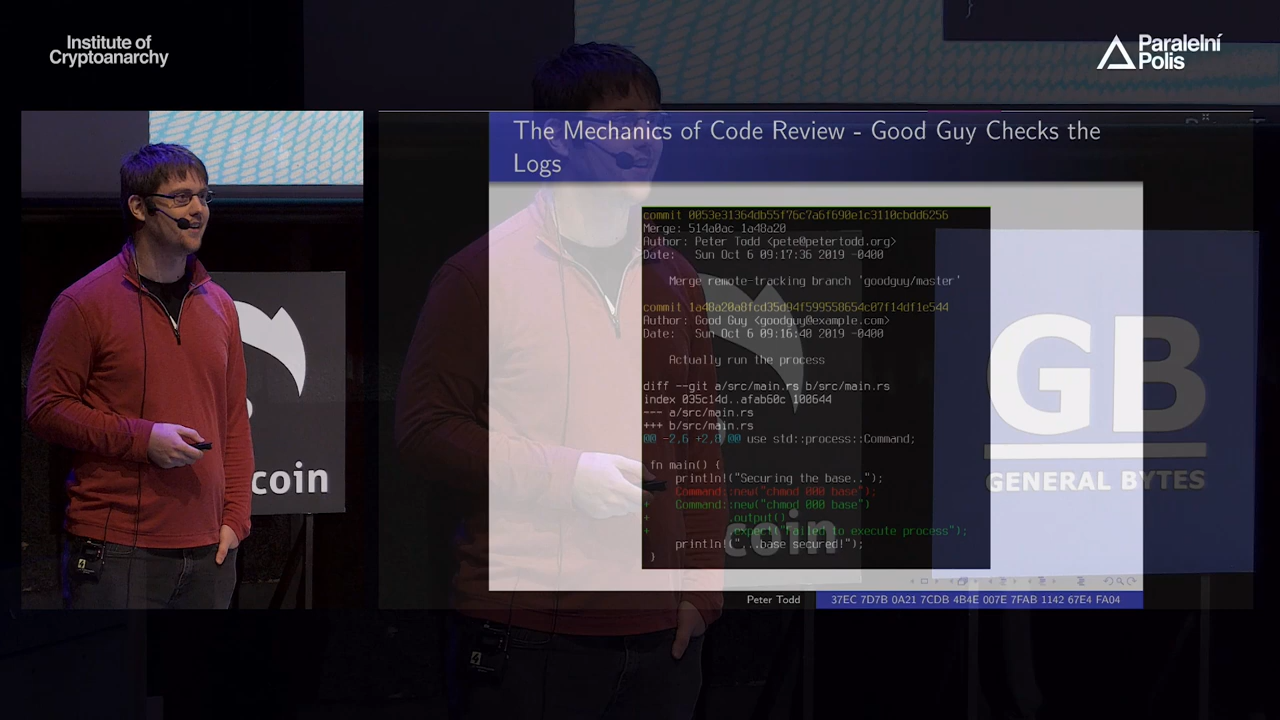 Institute of
Cryptoanarchy
Paralelní
Polis
The Mechanics of Code Review - Good Guy Checks the
Logs
commit 0053e31364db55f76c7a6f690e1c3110cbdd6256
Merge: 514a0ac 1a48a20
Author: Peter Todd <pete@petertodd.org>
Date:   Sun Oct 6 09:17:36 2019 -0400
Merge remote-tracking branch 'goodguy/master'
commit 1a48a20a8fcd35d94f599558654c07f14df1e544
Author: Good Guy <goodguy@example.com>
Date:   Sun Oct 6 09:16:40 2019 -0400
Actually run the process
diff --git a/src/main.rs b/src/main.rs
index 035c14d..afab60c 100644
--- a/src/main.rs
+++ b/src/main.rs
@@ -2,6 +2,8 @@ use std::process::Command;
fn main() {
println!("Securing the base..");
-    Command::new("chmod 000 base");
+    Command::new("chmod 000 base")
+        .output()
+        .expect("Failed to execute process");
println!("...base secured!");
}
Peter Todd
37EC 7D7B 0A21 7CDB 4B4E 007E 7FAB 1142 67E4 FA04
coin
coin
GB
GENERAL BYTES